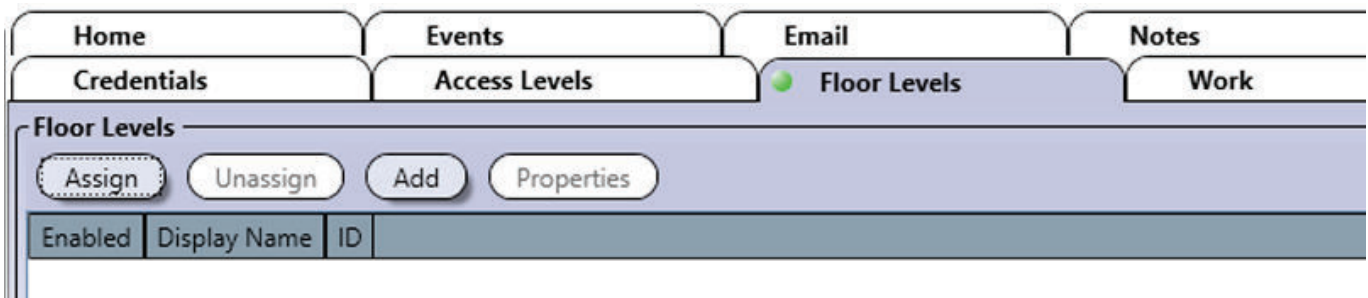 Home Events Email Notes
Credentials Access Levels Floor Levels Work
Floor Levels
Assign Unassign Add Properties
Enabled Display Name ID